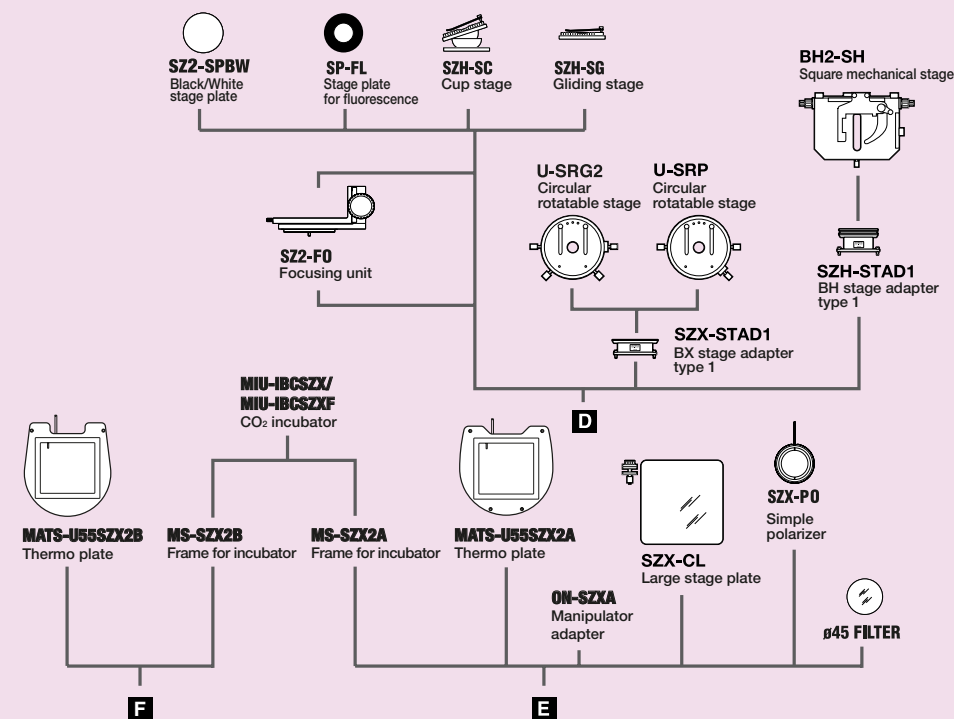 SZ2-SPBW
Black/White
stage plate
SP-FL
Stage plate
for fluorescence
SZH-SC
Cup stage
SZH-SG
Gliding stage
BH2-SH
Square mechanical stage
U-SRG2
Circular
rotatable stage
U-SRP
Circular
rotatable stage
SZ2-FO
Focusing unit
SZH-STAD1
BH stage adapter
type 1
SZX-STAD1
BX stage adapter
type 1
D
MIU-IBCSZX/
MIU-IBCSZXF
CO₂ incubator
MATS-U55SZX2B
Thermo plate
MS-SZX2B
Frame for incubator
MS-SZX2A
Frame for incubator
MATS-U55SZX2A
Thermo plate
SZX-CL
Large stage plate
SZX-PO
Simple
polarizer
ON-SZXA
Manipulator
adapter
ø45 FILTER
F
E